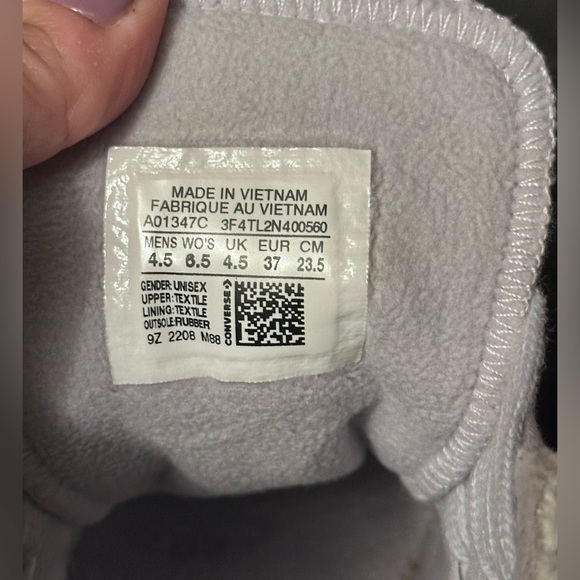 MADE IN VIETNAM
FABRIQUE AU VIETNAM
A01347C 3F4TL2N400560
MENS WO'S UK EUR CM
4.5 6.5 4.5 37 23.5
GENDER: UNISEX
UPPER: TEXTILE
LINING: TEXTILE
OUTSOLE: RUBBER
9Z 2208 M88
CONVERSE